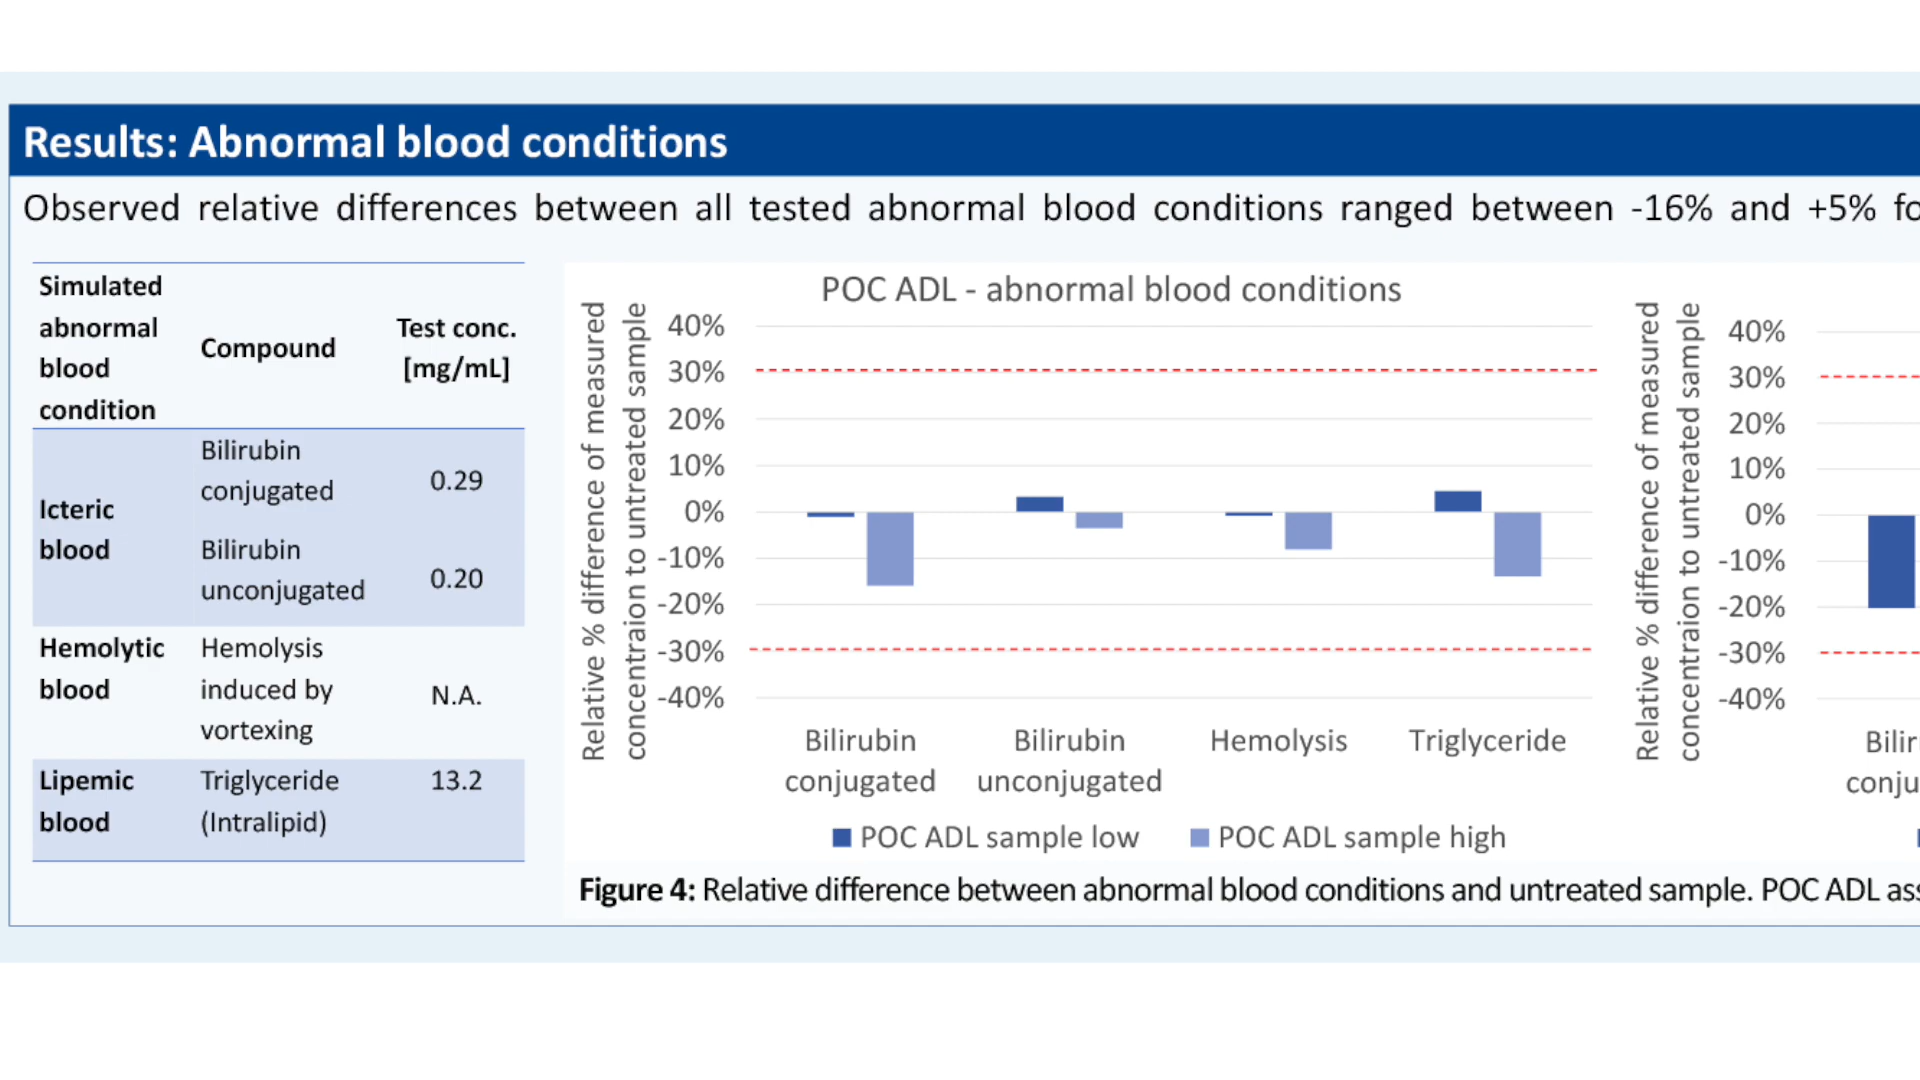 Results: Abnormal blood conditions
Observed relative differences between all tested abnormal blood conditions ranged between -16% and +5%
Simulated
abnormal
blood
condition
Compound
Test conc.
[mg/mL]
Icteric
blood
Bilirubin
conjugated
0.29
Bilirubin
unconjugated
0.20
Hemolytic
blood
Hemolysis
induced by
vortexing
N.A.
Lipemic
blood
Triglyceride
(Intralipid)
13.2
POC ADL - abnormal blood conditions
Relative % difference of measured
concentraion to untreated sample
40%
30%
20%
10%
0%
-10%
-20%
-30%
-40%
Bilirubin
conjugated
Bilirubin
unconjugated
Hemolysis
Triglyceride
POC ADL sample low
POC ADL sample high
Relative % difference of measured
concentraion to untreated sample
40%
30%
20%
10%
0%
-10%
-20%
-30%
-40%
Figure 4: Relative difference between abnormal blood conditions and untreated sample. POC ADL